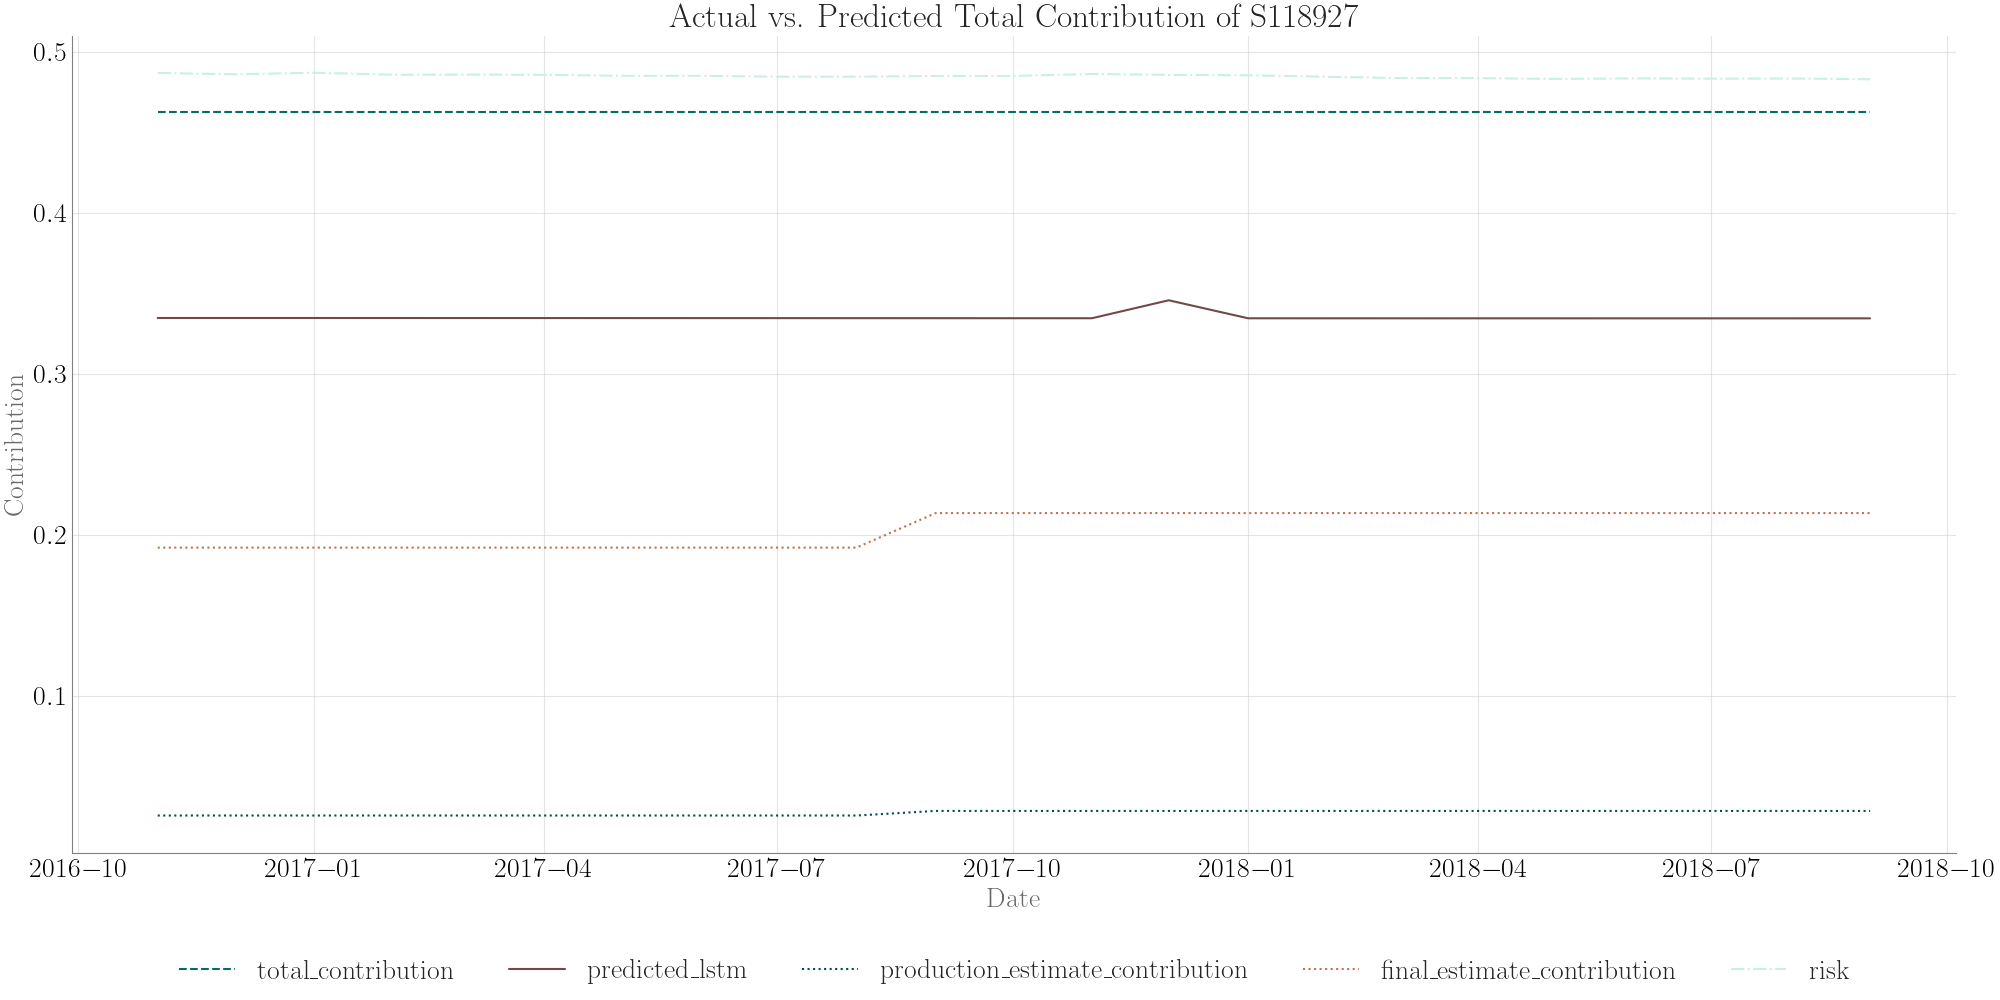 Actual vs. Predicted Total Contribution of S118927
Contribution
0.5
0.4
0.3
0.2
0.1
2016−10 2017−01 2017−04 2017−07 2017−10 2018−01 2018−04 2018−07 2018−10
Date
total_contribution predicted_lstm production_estimate_contribution final_estimate_contribution risk